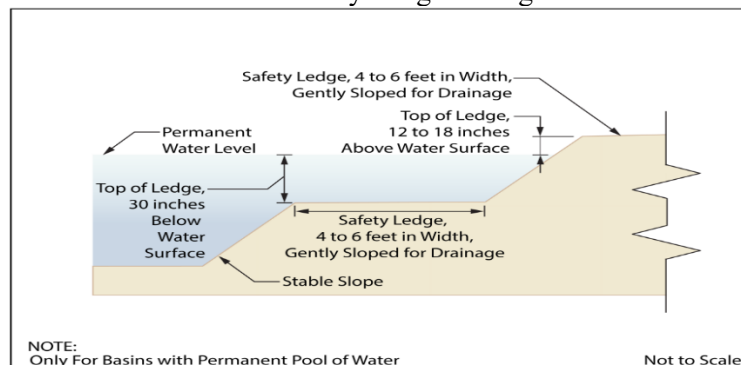 Safety Ledge, 4 to 6 feet in Width,
Gently Sloped for Drainage
Top of Ledge,
12 to 18 inches
Above Water Surface
Permanent
Water Level
Top of Ledge,
30 inches
Below
Water
Surface
Safety Ledge,
4 to 6 feet in Width,
Gently Sloped for Drainage
Stable Slope
NOTE:
Only For Basins with Permanent Pool of Water
Not to Scale